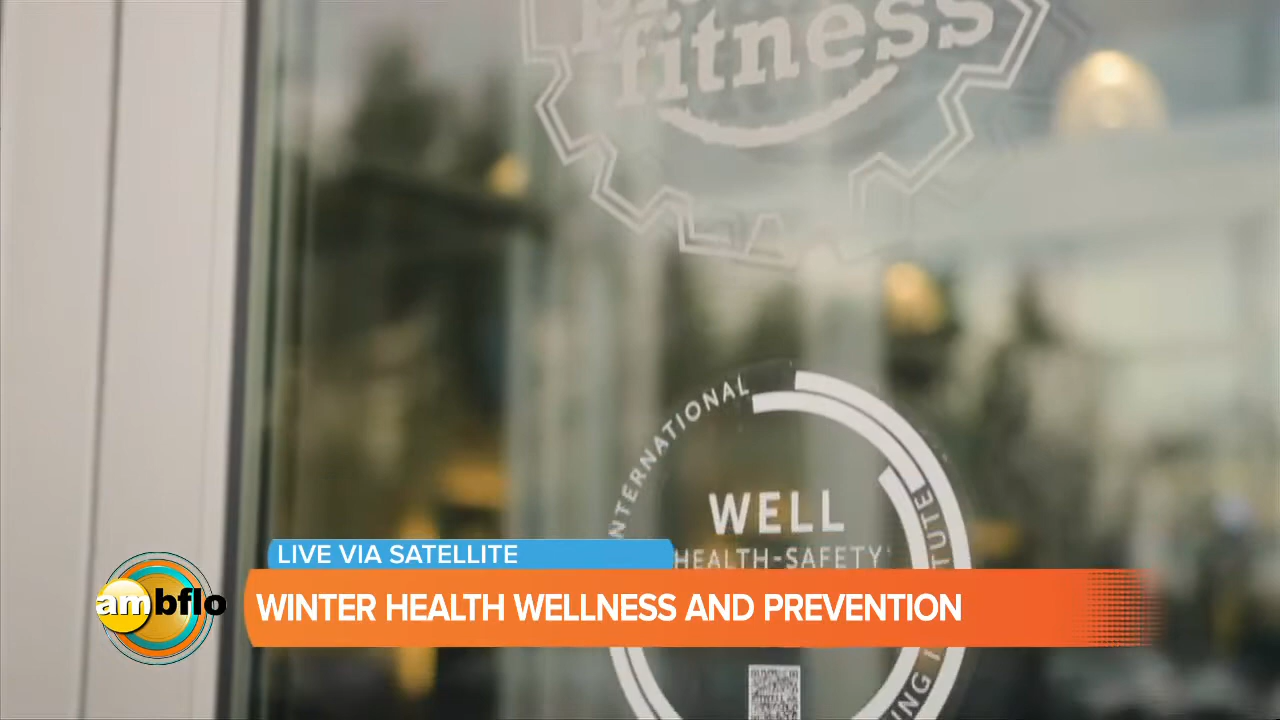 fitness
INTERNATIONAL
WELL
HEALTH-SAFETY
LIVE VIA SATELLITE
WINTER HEALTH WELLNESS AND PREVENTION
ambflo